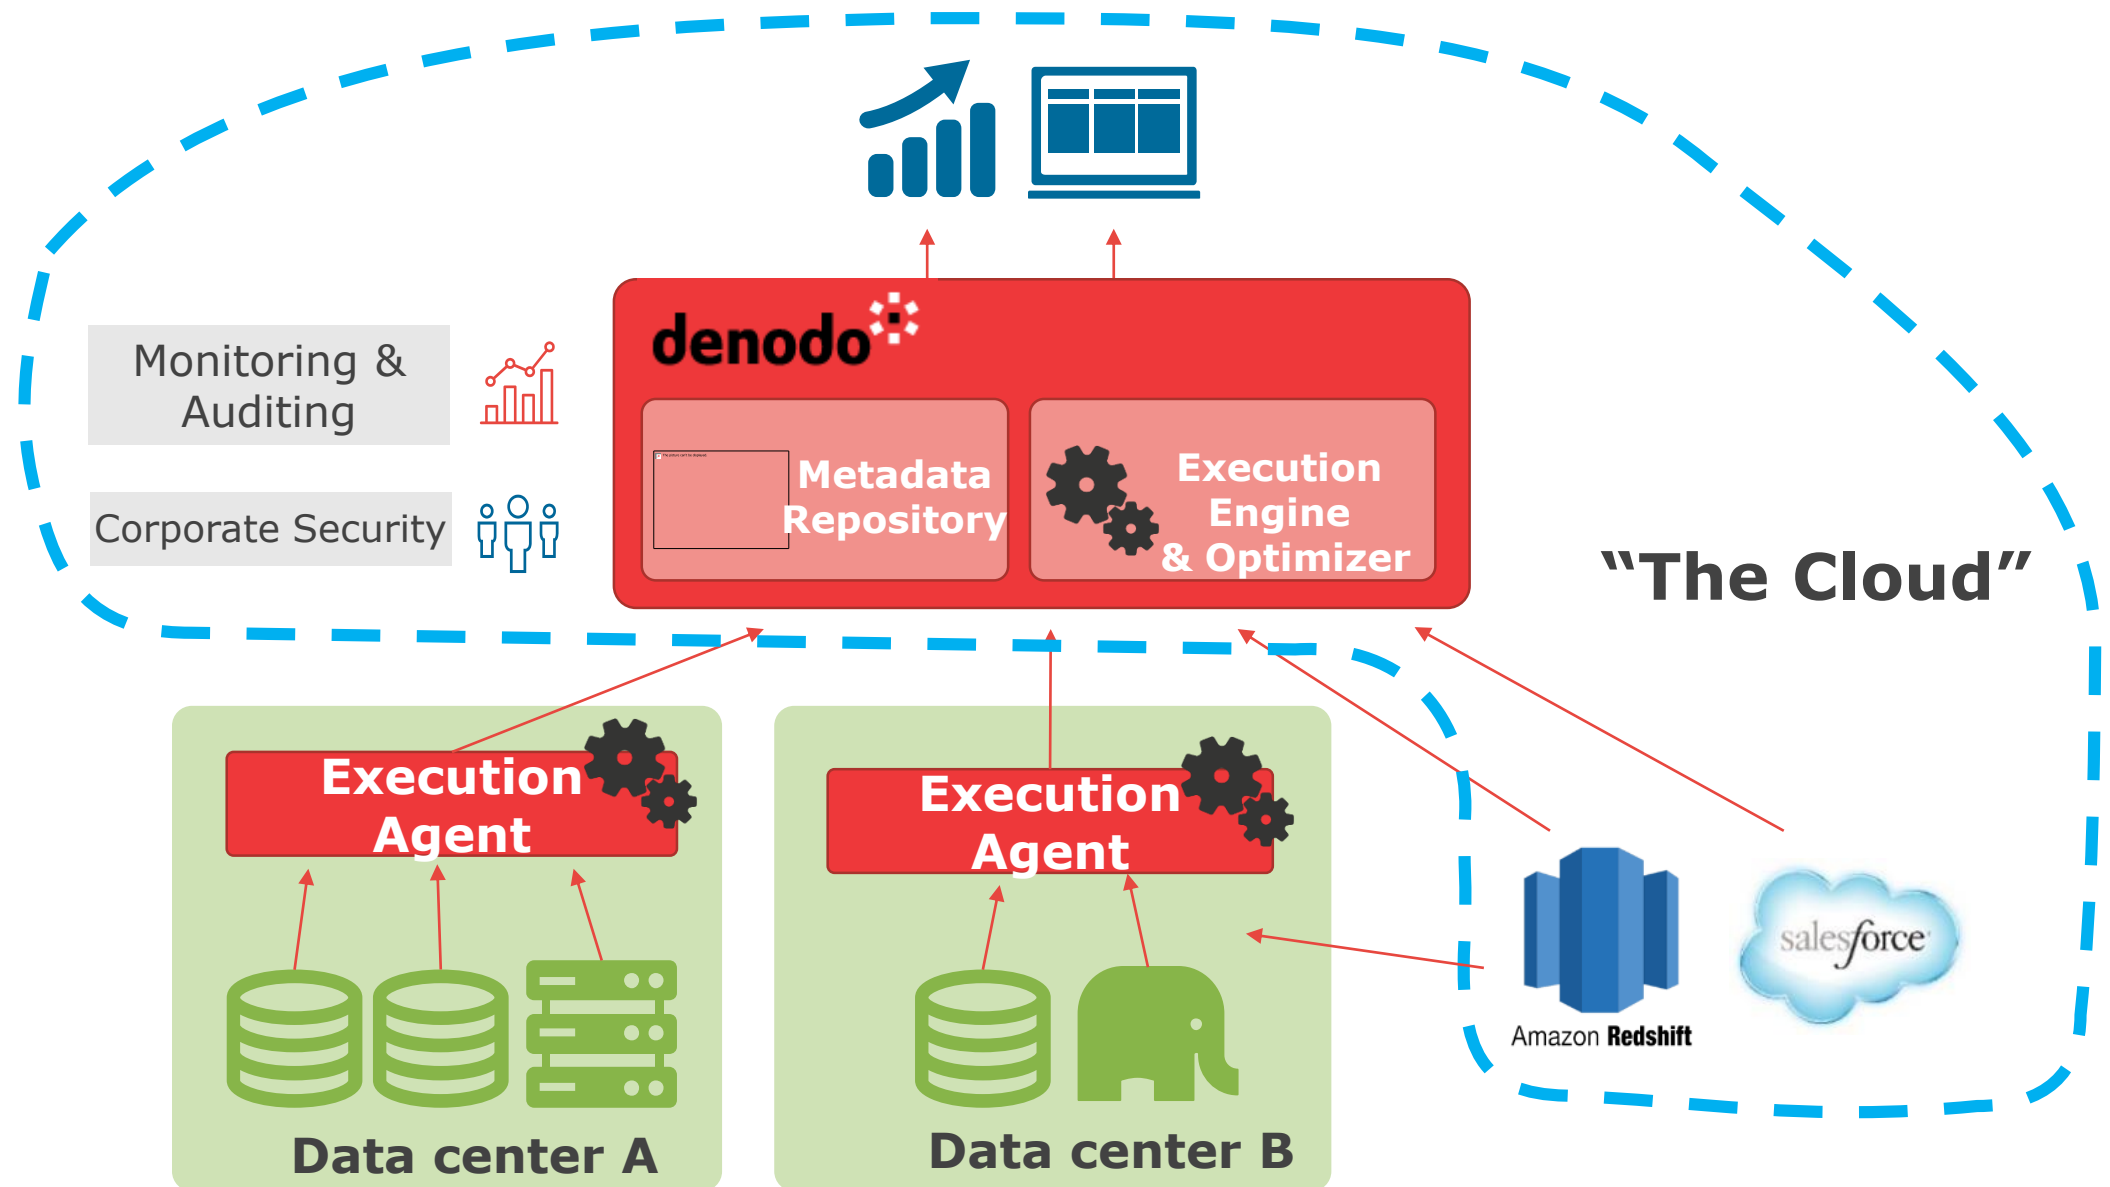 denodo
Monitoring &
Auditing
Corporate Security
Metadata
Repository
Execution
Engine
& Optimizer
“The Cloud”
Execution
Agent
Execution
Agent
salesforce
Amazon Redshift
Data center A
Data center B